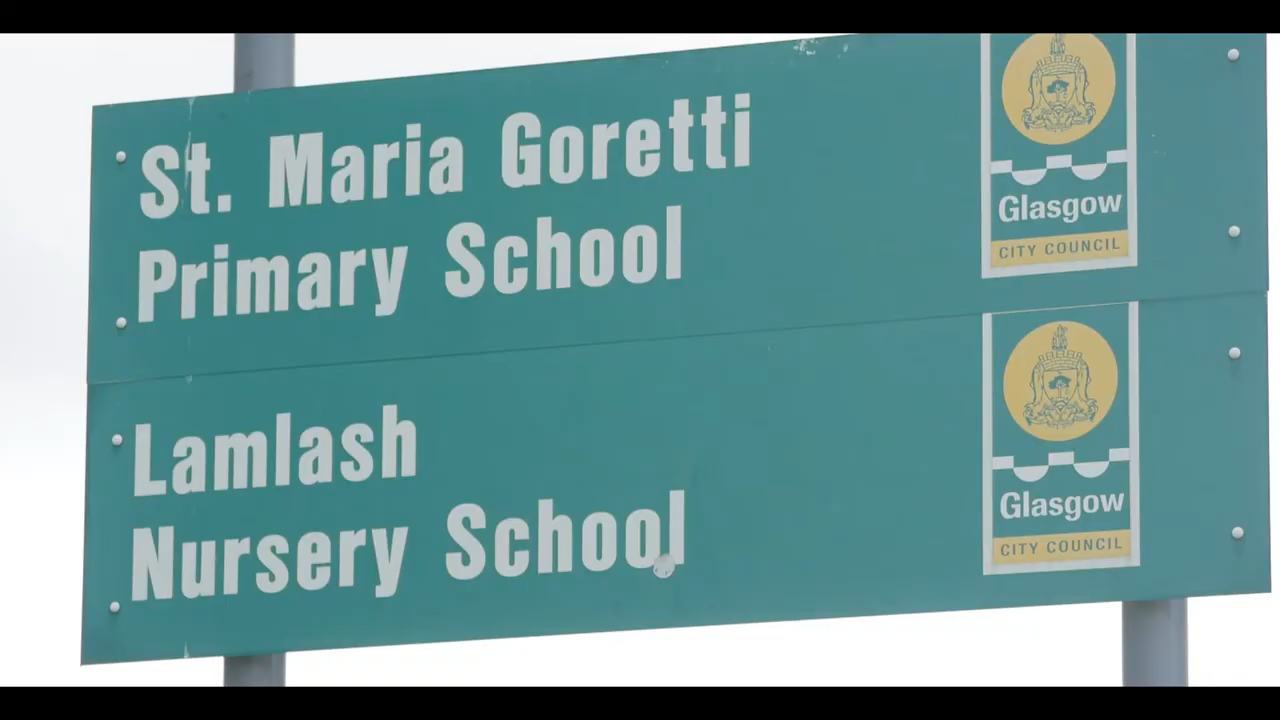 St. Maria Goretti
Primary School
Glasgow
CITY COUNCIL
Lamlash
Nursery School
Glasgow
CITY COUNCIL